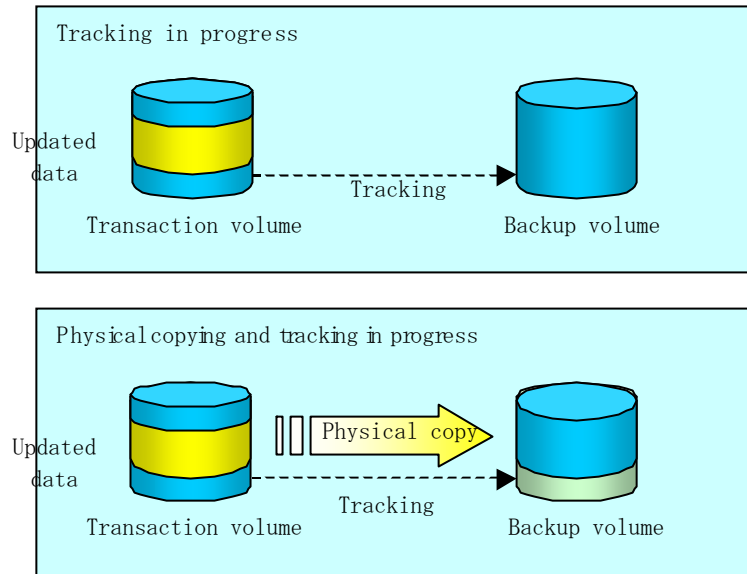 Tracking in progress
Updated
data
Tracking
Transaction volume
Backup volume
Physical copying and tracking in progress
Physical copy
Updated
data
Tracking
Transaction volume
Backup volume